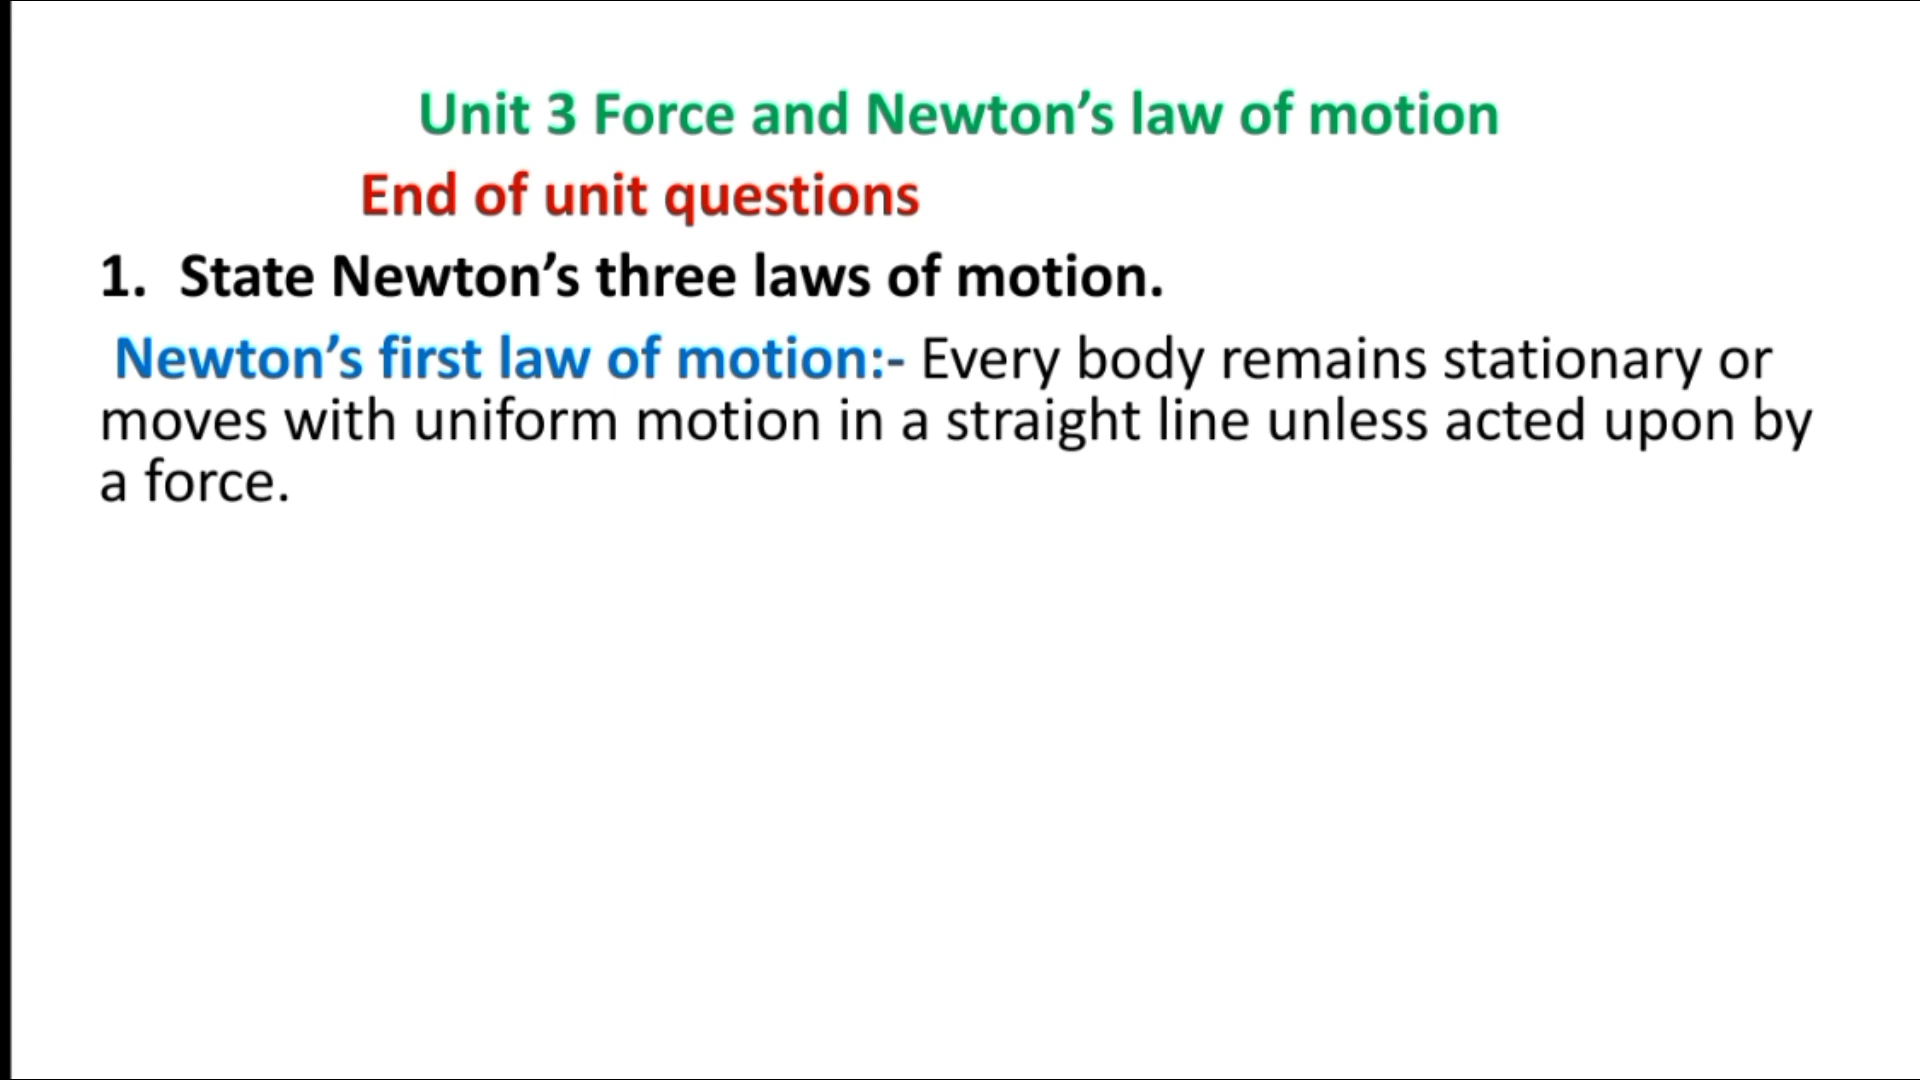 Unit 3 Force and Newton’s law of motion
End of unit questions
1. State Newton’s three laws of motion.
Newton’s first law of motion:- Every body remains stationary or
moves with uniform motion in a straight line unless acted upon by
a force.